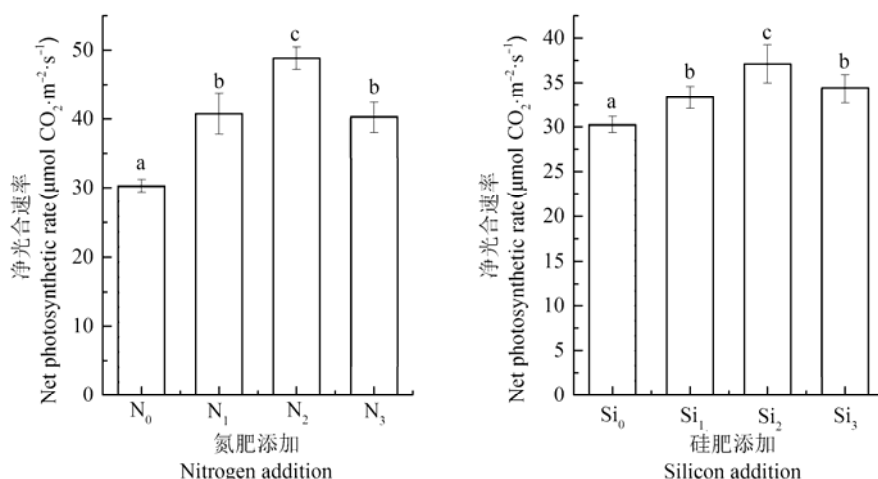 净光合速率
Net photosynthetic rate(μmol CO₂·m⁻²·s⁻¹)
50
40
30
20
10
0
a
b
c
b
N₀
N₁
N₂
N₃
氮肥添加
Nitrogen addition
净光合速率
Net photosynthetic rate(μmol CO₂·m⁻²·s⁻¹)
40
35
30
25
20
15
10
5
0
a
b
c
b
Si₀
Si₁
Si₂
Si₃
硅肥添加
Silicon addition